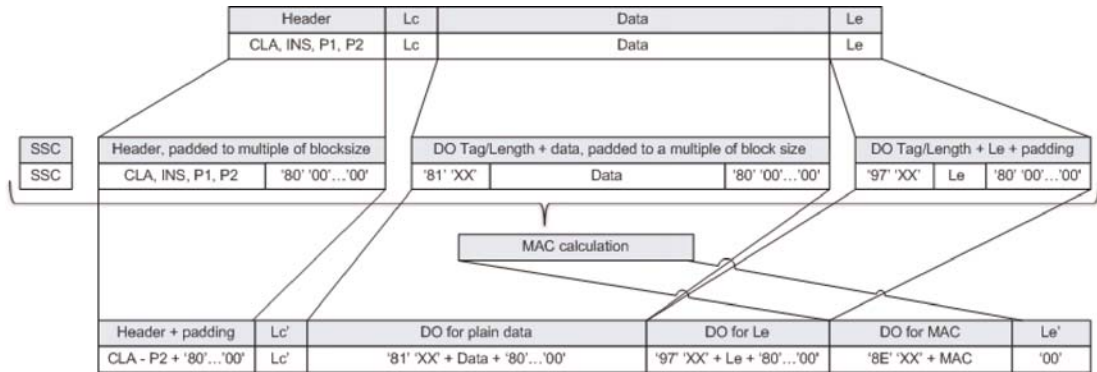 Header Lc Data Le
CLA, INS, P1, P2 Lc Data Le
SSC Header, padded to multiple of blocksize DO Tag/Length + data, padded to a multiple of block size DO Tag/Length + Le + padding
SSC CLA, INS, P1, P2 '80' '00'...'00' '81' 'XX' Data '80' '00'...'00' '97' 'XX' Le '80' '00'...'00'
MAC calculation
Header + padding Lc' DO for plain data DO for Le DO for MAC Le'
CLA - P2 + '80'...'00' Lc' '81' 'XX' + Data + '80'...'00' '97' 'XX' + Le + '80'...'00' '8E' 'XX' + MAC '00'